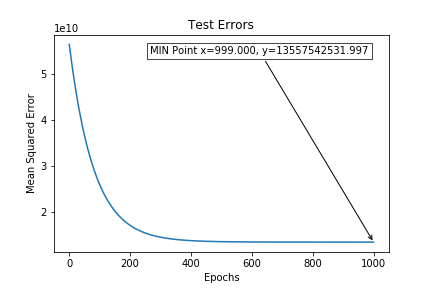 Test Errors
1e10
MIN Point x=999.000, y=13557542531.997
5
4
3
2
Mean Squared Error
0
200
400
600
800
1000
Epochs